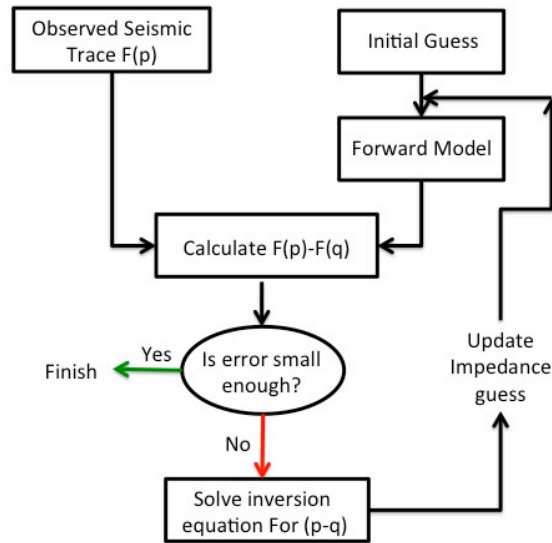 Observed Seismic
Trace F(p)
Initial Guess
Forward Model
Calculate F(p)-F(q)
Is error small
enough?
Yes
Finish
No
Solve inversion
equation For (p-q)
Update
Impedance
guess